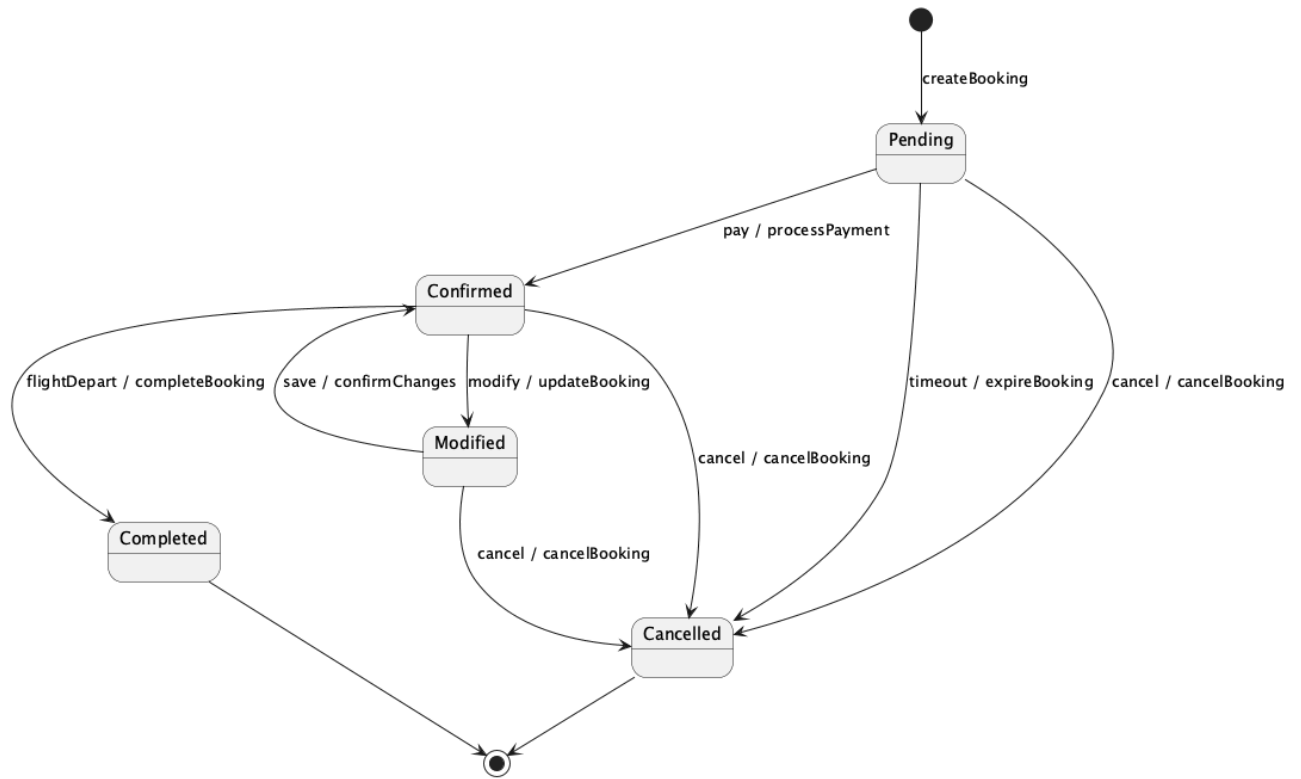 createBooking
Pending
pay / processPayment
Confirmed
flightDepart / completeBooking
save / confirmChanges
modify / updateBooking
timeout / expireBooking
cancel / cancelBooking
Modified
cancel / cancelBooking
Completed
cancel / cancelBooking
Cancelled